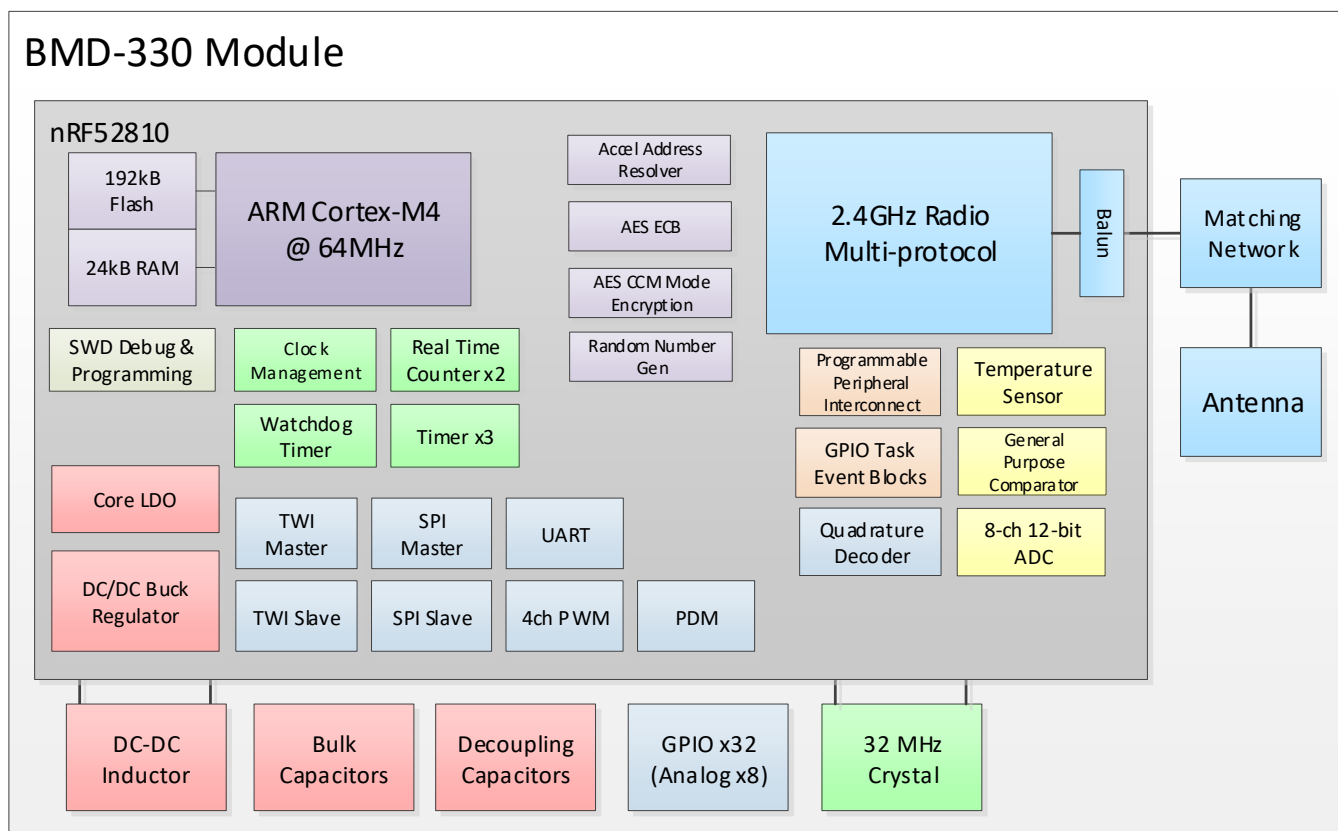 BMD-330 Module
nRF52810
192kB
Flash
24kB RAM
ARM Cortex-M4
@ 64MHz
Accel Address
Resolver
AES ECB
AES CCM Mode
Encryption
Random Number
Gen
2.4GHz Radio
Multi-protocol
Balun
Matching
Network
Antenna
SWD Debug &
Programming
Clock
Management
Real Time
Counter x2
Watchdog
Timer
Timer x3
Programmable
Peripheral
Interconnect
Temperature
Sensor
GPIO Task
Event Blocks
General
Purpose
Comparator
Quadrature
Decoder
8-ch 12-bit
ADC
Core LDO
DC/DC Buck
Regulator
TWI
Master
SPI
Master
UART
TWI Slave
SPI Slave
4ch PWM
PDM
DC-DC
Inductor
Bulk
Capacitors
Decoupling
Capacitors
GPIO x32
(Analog x8)
32 MHz
Crystal